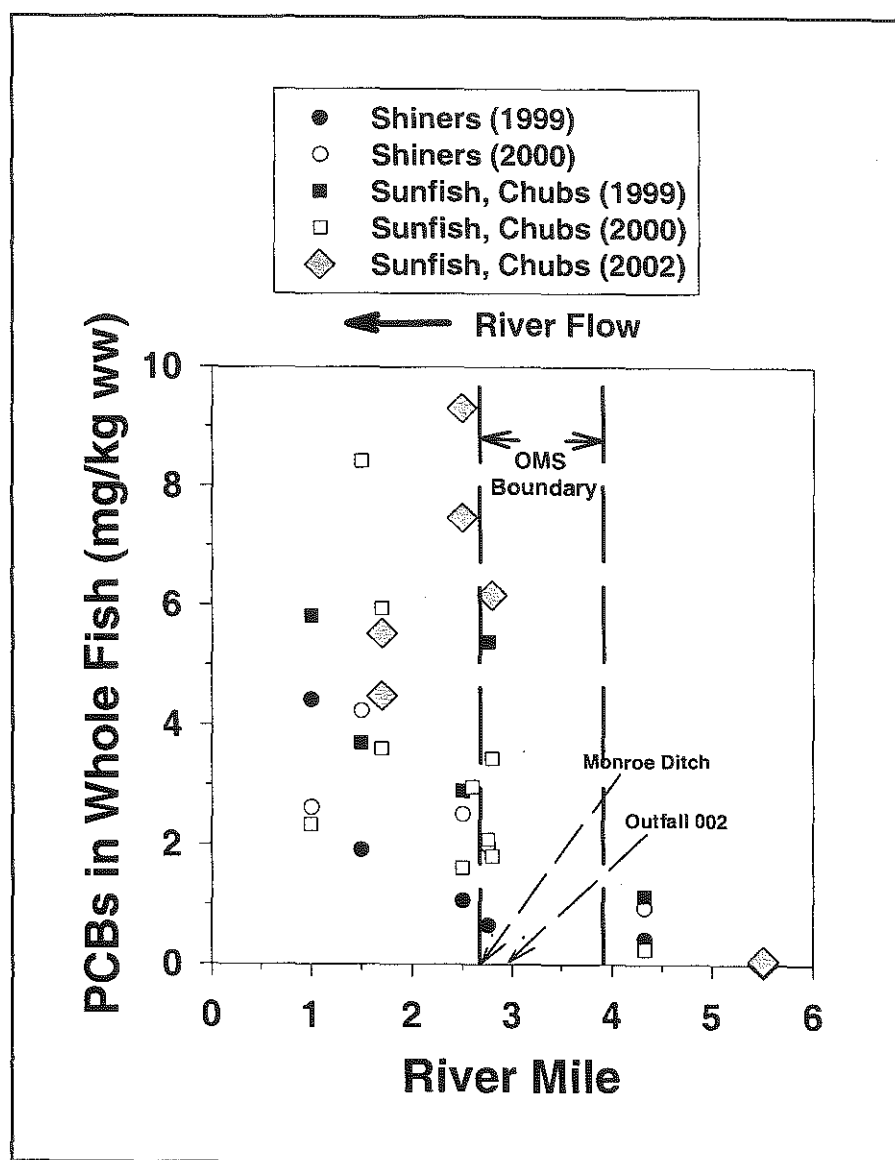 Shiners (1999)
Shiners (2000)
Sunfish, Chubs (1999)
Sunfish, Chubs (2000)
Sunfish, Chubs (2002)
River Flow
PCBs in Whole Fish (mg/kg ww)
10
8
6
4
2
0
OMS
Boundary
Monroe Ditch
Outfall 002
0 1 2 3 4 5 6
River Mile